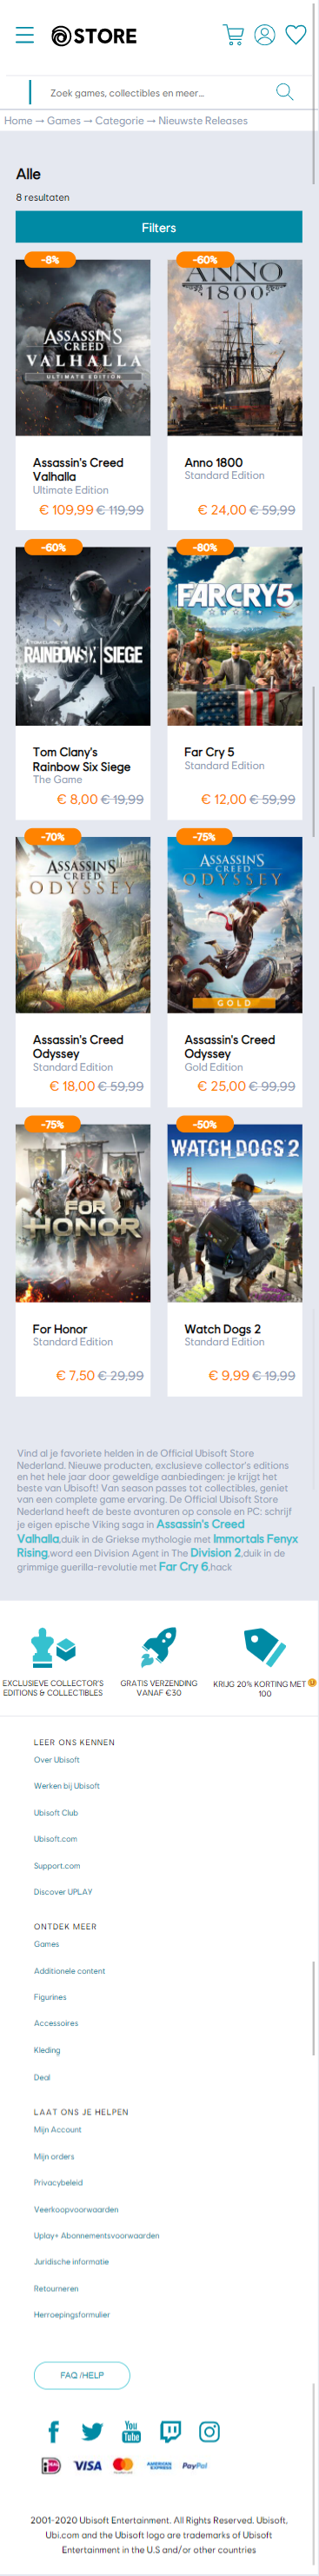 STORE
Zoek games, collectibles en meer...
Home → Games → Categorie → Nieuwste Releases
Alle
8 resultaten
Filters
-8%
ASSASSIN'S
CREED
VALHALLA
ULTIMATE EDITION
Assassin's Creed
Valhalla
Ultimate Edition
€ 109,99 € 119,99
-60%
ANNO
1800
Anno 1800
Standard Edition
€ 24,00 € 59,99
-60%
RAINBOW SIX | SIEGE
Tom Clany's
Rainbow Six Siege
The Game
€ 8,00 € 19,99
-80%
FARCRY5
Far Cry 5
Standard Edition
€ 12,00 € 59,99
-70%
ASSASSIN'S
CREED
ODYSSEY
Assassin's Creed
Odyssey
Standard Edition
€ 18,00 € 59,99
-75%
ASSASSIN'S
CREED
ODYSSEY
GOLD
Assassin's Creed
Odyssey
Gold Edition
€ 25,00 € 99,99
-75%
FOR
HONOR
For Honor
Standard Edition
€ 7,50 € 29,99
-50%
WATCH DOGS 2
Watch Dogs 2
Standard Edition
€ 9,99 € 19,99
Vind al je favoriete helden in de Official Ubisoft Store
Nederland. Nieuwe producten, exclusieve collector's editions
en het hele jaar door geweldige aanbiedingen: je krijgt het
beste van Ubisoft! Van season passes tot collectibles, geniet
van een complete game ervaring. De Official Ubisoft Store
Nederland heeft de beste avonturen op console en PC: schrijf
je eigen epische Viking saga in Assassin's Creed
Valhalla,duik in de Griekse mythologie met Immortals Fenyx
Rising,word een Division Agent in The Division 2,duik in de
grimmige guerilla-revolutie met Far Cry 6,hack
EXCLUSIEVE COLLECTOR'S
EDITIONS & COLLECTIBLES
GRATIS VERZENDING
VANAF €30
KRIJG 20% KORTING MET
100
LEER ONS KENNEN
Over Ubisoft
Werken bij Ubisoft
Ubisoft Club
Ubisoft.com
Support.com
Discover UPLAY
ONTDEK MEER
Games
Additionele content
Figurines
Accessoires
Kleding
Deal
LAAT ONS JE HELPEN
Mijn Account
Mijn orders
Privacybeleid
Veerkoopvoorwaarden
Uplay+ Abonnementsvoorwaarden
Juridische informatie
Retourneren
Herroepingsformulier
FAQ /HELP
You
Tube
VISA
AMERICAN
EXPRESS
PayPal
2001-2020 Ubisoft Entertainment. All Rights Reserved. Ubisoft,
Ubi.com and the Ubisoft logo are trademarks of Ubisoft
Entertainment in the U.S and/or other countries